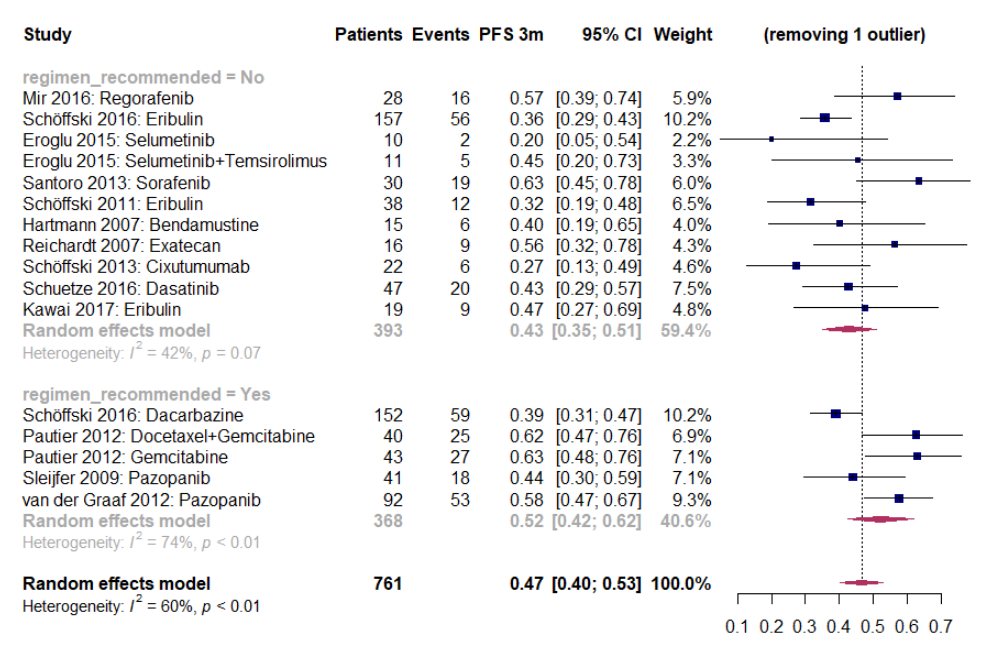 Study Patients Events PFS 3m 95% CI Weight (removing 1 outlier)
regimen_recommended = No
Mir 2016: Regorafenib 28 16 0.57 [0.39; 0.74] 5.9%
Schöffski 2016: Eribulin 157 56 0.36 [0.29; 0.43] 10.2%
Eroglu 2015: Selumetinib 10 2 0.20 [0.05; 0.54] 2.2%
Eroglu 2015: Selumetinib+Temsirolimus 11 5 0.45 [0.20; 0.73] 3.3%
Santoro 2013: Sorafenib 30 19 0.63 [0.45; 0.78] 6.0%
Schöffski 2011: Eribulin 38 12 0.32 [0.19; 0.48] 6.5%
Hartmann 2007: Bendamustine 15 6 0.40 [0.19; 0.65] 4.0%
Reichardt 2007: Exatecan 16 9 0.56 [0.32; 0.78] 4.3%
Schöffski 2013: Cixutumumab 22 6 0.27 [0.13; 0.49] 4.6%
Schuetze 2016: Dasatinib 47 20 0.43 [0.29; 0.57] 7.5%
Kawai 2017: Eribulin 19 9 0.47 [0.27; 0.69] 4.8%
Random effects model 393 0.43 [0.35; 0.51] 59.4%
Heterogeneity: I² = 42%, p = 0.07
regimen_recommended = Yes
Schöffski 2016: Dacarbazine 152 59 0.39 [0.31; 0.47] 10.2%
Pautier 2012: Docetaxel+Gemcitabine 40 25 0.62 [0.47; 0.76] 6.9%
Pautier 2012: Gemcitabine 43 27 0.63 [0.48; 0.76] 7.1%
Sleijfer 2009: Pazopanib 41 18 0.44 [0.30; 0.59] 7.1%
van der Graaf 2012: Pazopanib 92 53 0.58 [0.47; 0.67] 9.3%
Random effects model 368 0.52 [0.42; 0.62] 40.6%
Heterogeneity: I² = 74%, p < 0.01
Random effects model 761 0.47 [0.40; 0.53] 100.0%
Heterogeneity: I² = 60%, p < 0.01
0.1 0.2 0.3 0.4 0.5 0.6 0.7